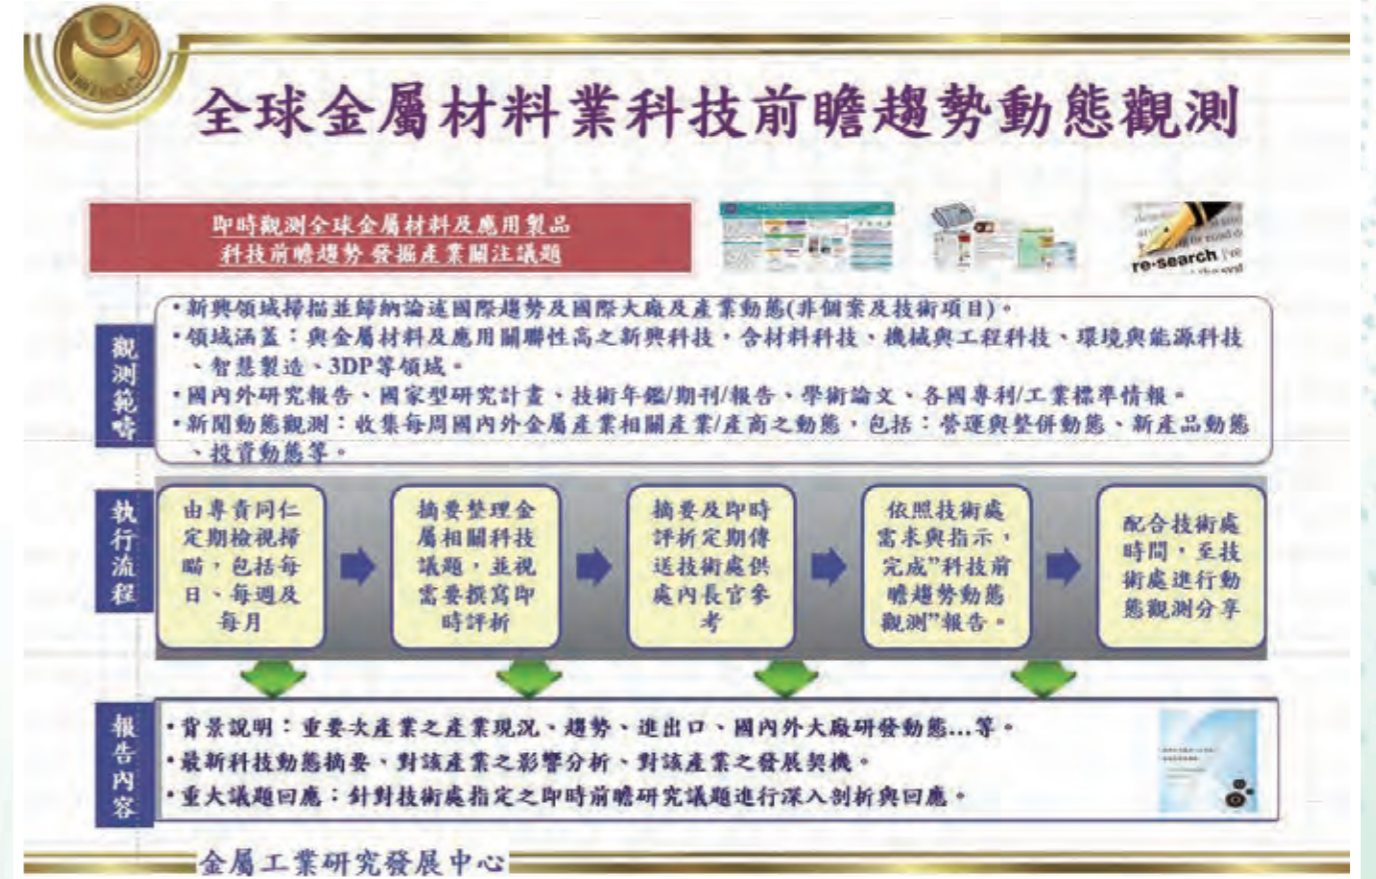 全球金屬材料業科技前瞻趨勢動態觀測
即時觀測全球金屬材料及應用製品
科技前瞻趨勢 發掘產業關注議題
re·search
觀測範疇
•新興領域掃描並歸納論述國際趨勢及國際大廠及產業動態(非個案及技術項目)。
•領域涵蓋：與金屬材料及應用關聯性高之新興科技，含材料科技、機械與工程科技、環境與能源科技
、智慧製造、3DP等領域。
•國內外研究報告、國家型研究計畫、技術年鑑/期刊/報告、學術論文、各國專利/工業標準情報。
•新聞動態觀測：收集每周國內外金屬產業相關產業/產商之動態，包括：營運與整併動態、新產品動態
、投資動態等。
執行流程
由專責同仁
定期檢視掃
瞄，包括每
日、每週及
每月
摘要整理金
屬相關科技
議題，並視
需要撰寫即
時評析
摘要及即時
評析定期傳
送技術處供
處內長官參
考
依照技術處
需求與指示，
完成”科技前
瞻趨勢動態
觀測”報告。
配合技術處
時間，至技
術處進行動
態觀測分享
報告內容
•背景說明：重要次產業之產業現況、趨勢、進出口、國內外大廠研發動態...等。
•最新科技動態摘要、對該產業之影響分析、對該產業之發展契機。
•重大議題回應：針對技術處指定之即時前瞻研究議題進行深入剖析與回應。
金屬工業研究發展中心